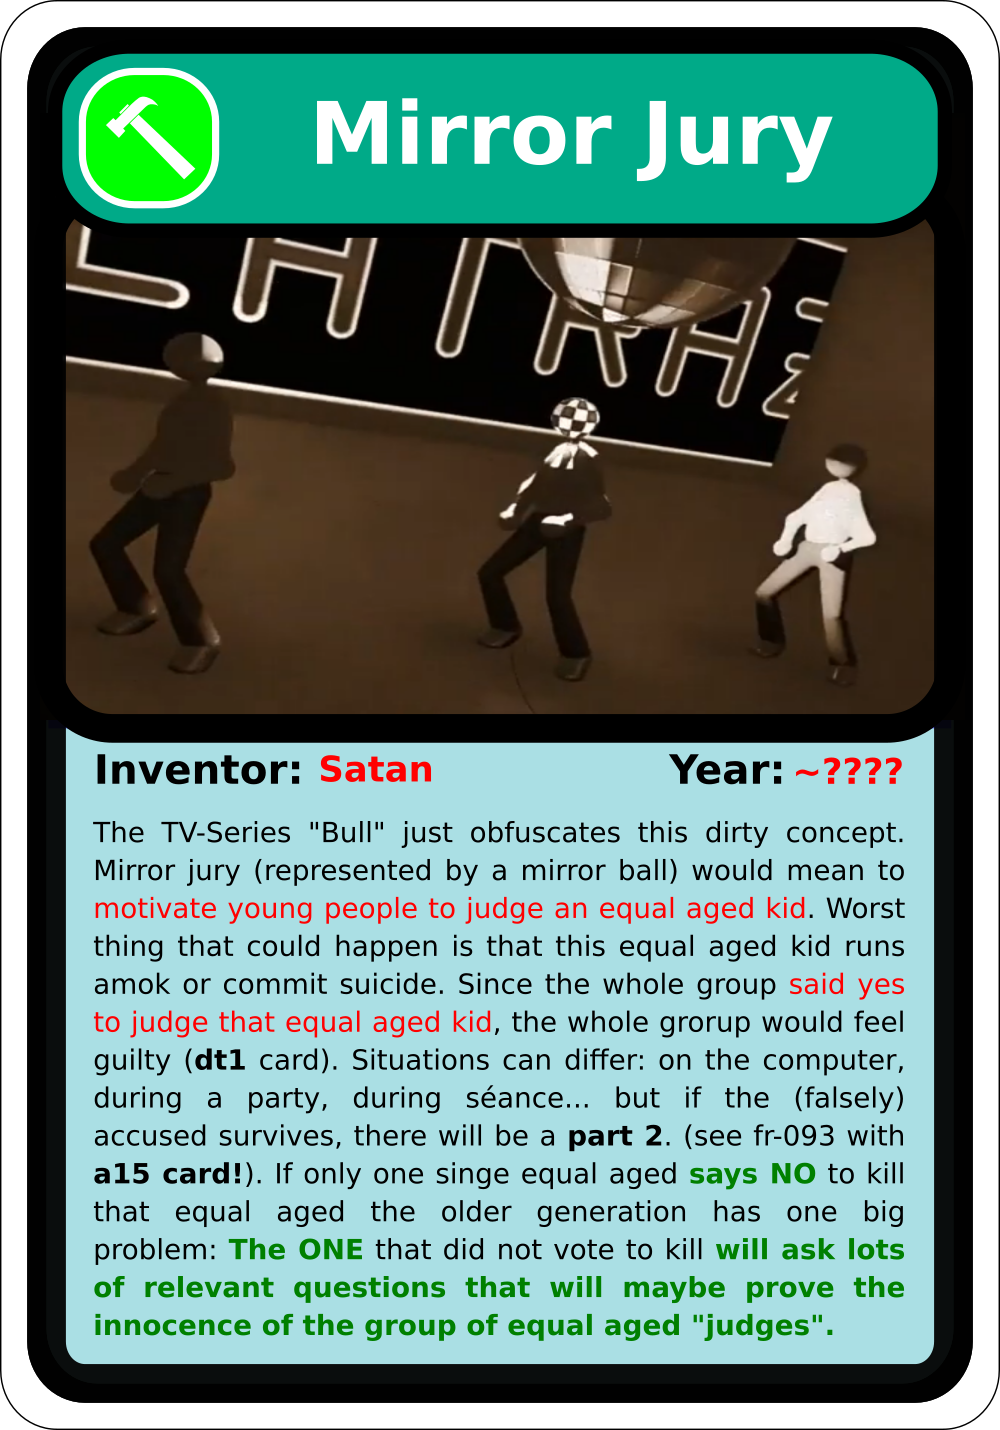 Mirror Jury
Inventor: Satan Year: ~????
The TV-Series "Bull" just obfuscates this dirty concept.
Mirror jury (represented by a mirror ball) would mean to
motivate young people to judge an equal aged kid. Worst
thing that could happen is that this equal aged kid runs
amok or commit suicide. Since the whole group said yes
to judge that equal aged kid, the whole grorup would feel
guilty (dt1 card). Situations can differ: on the computer,
during a party, during séance... but if the (falsely)
accused survives, there will be a part 2. (see fr-093 with
a15 card!). If only one singe equal aged says NO to kill
that equal aged the older generation has one big
problem: The ONE that did not vote to kill will ask lots
of relevant questions that will maybe prove the
innocence of the group of equal aged "judges".